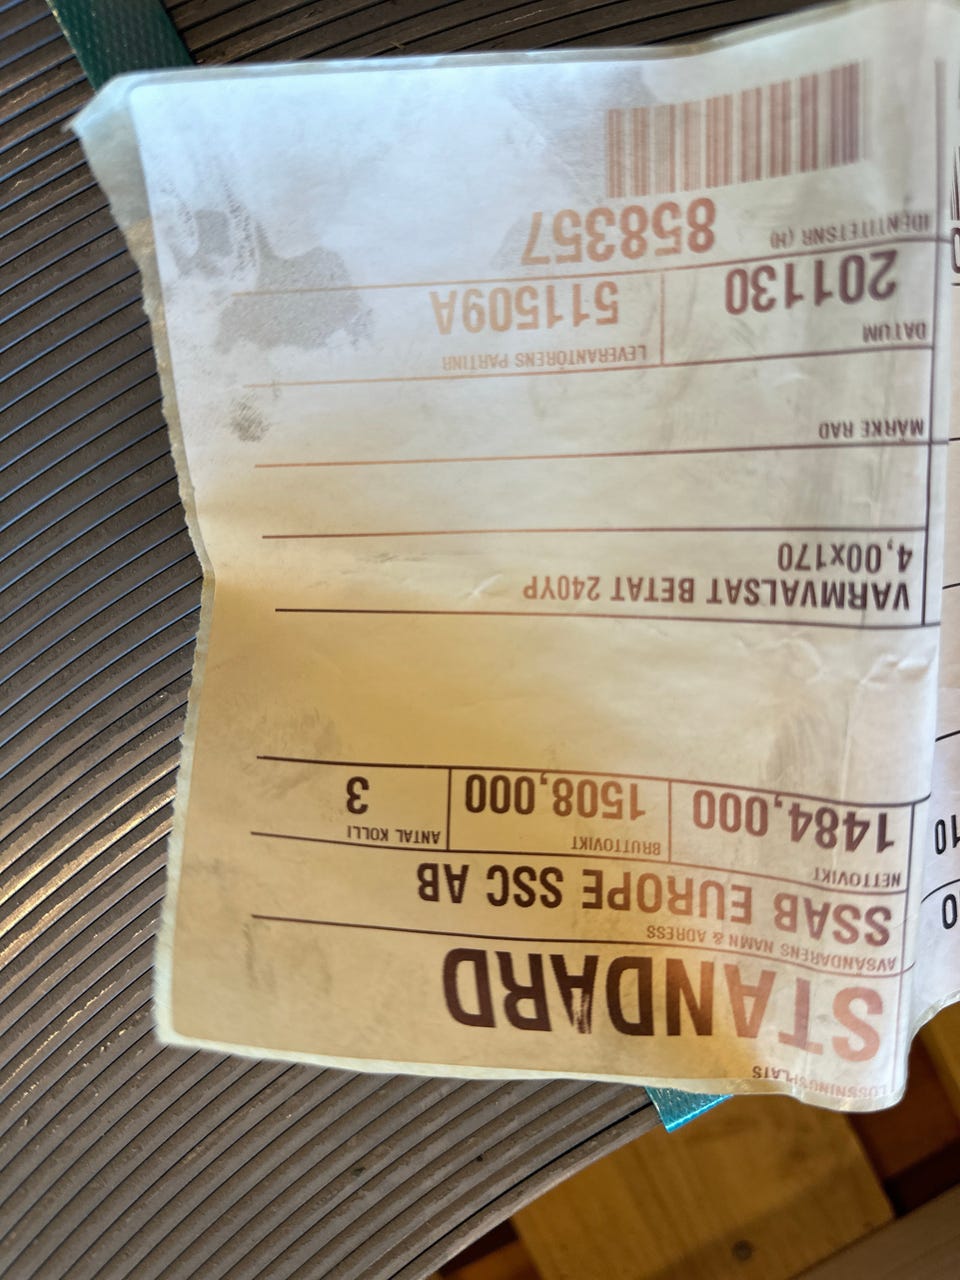 LOSSNINGSPLATS
STANDARD
AVSÄNDARENS NAMN & ADRESS
SSAB EUROPE SSC AB
NETTOVIKT BRUTTOVIKT ANTAL KOLLI
1484,000 1508,000 3
VARMVALSAT BETAT 240YP
4,00x170
MÄRKE RAD
DATUM LEVERANTÖRENS PARTINR
201130 511509A
IDENTITETSNR (H) 858357